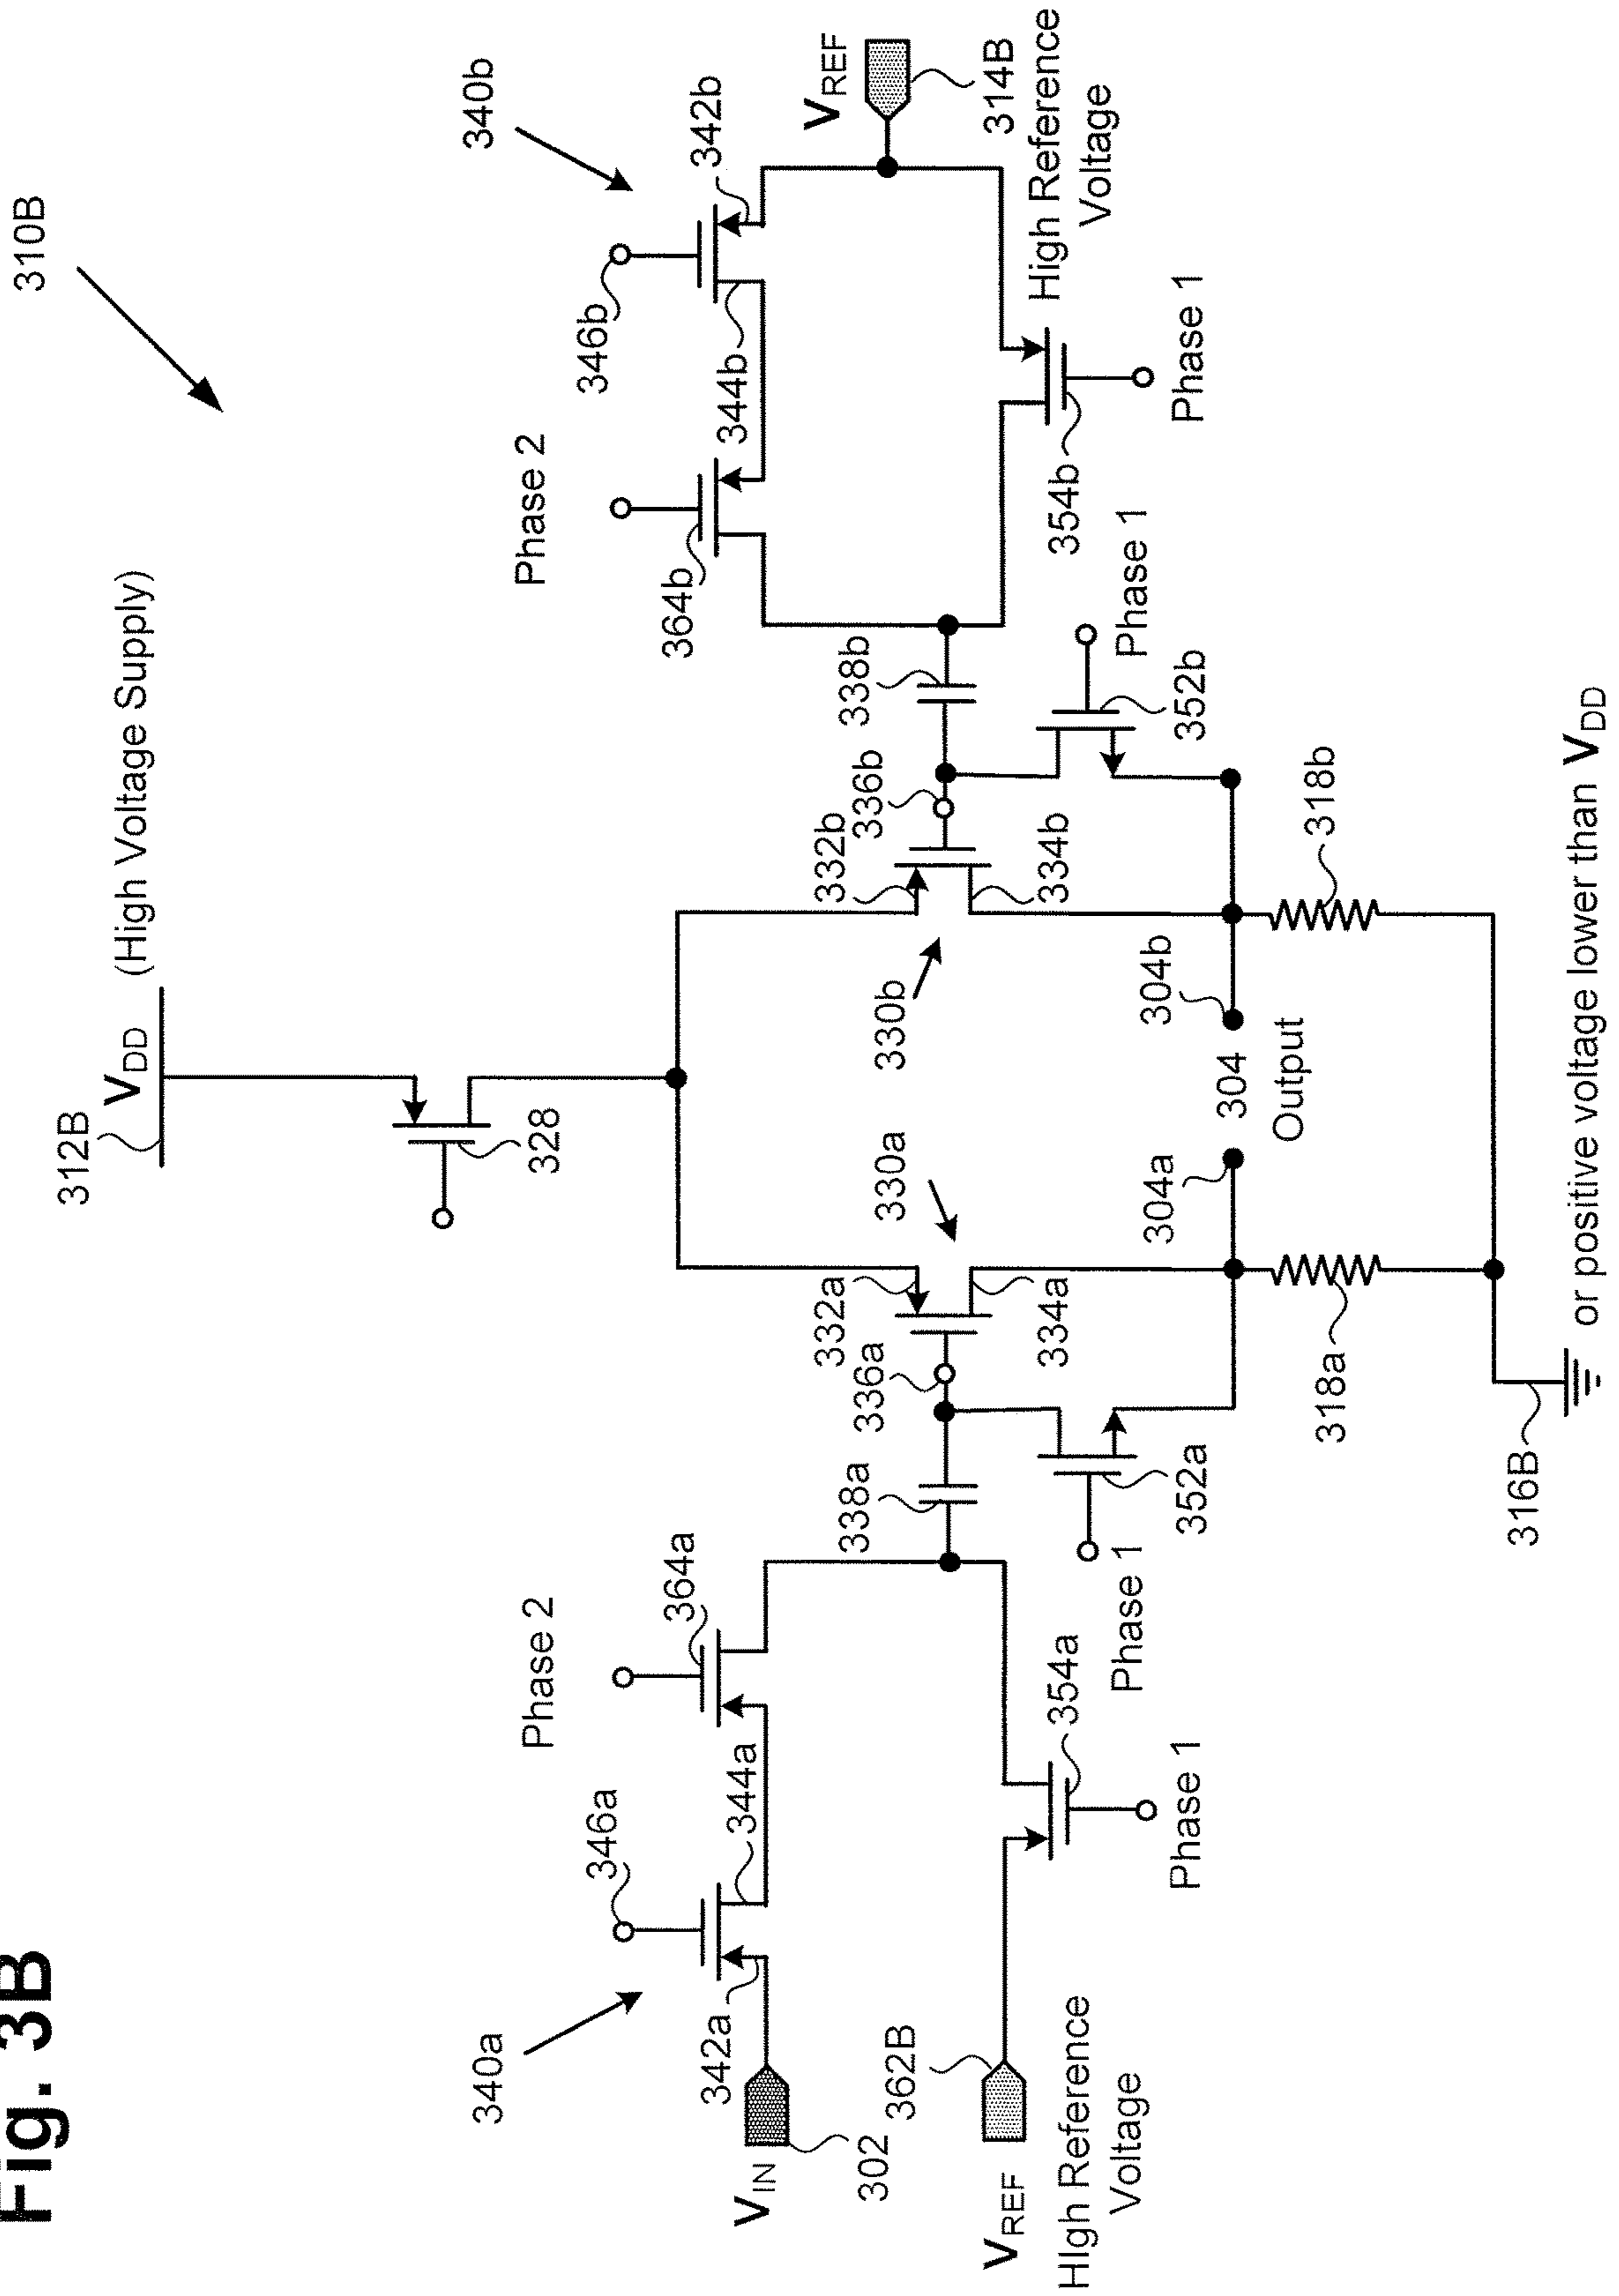 Fig. 3B
310B
312B
V_DD (High Voltage Supply)
328
340a
346a
Phase 2
364a
342a
344a
V_IN
302
362B
V_REF
HIgh Reference
Voltage
354a
Phase 1
338a
336a
332a
330a
334a
352a
Phase 1
304a
318a
304
Output
304b
330b
332b
336b
338b
334b
352b
Phase 1
318b
316B
or positive voltage lower than V_DD
Phase 2
364b
346b
344b
340b
342b
V_REF
314B
High Reference
Voltage
354b
Phase 1